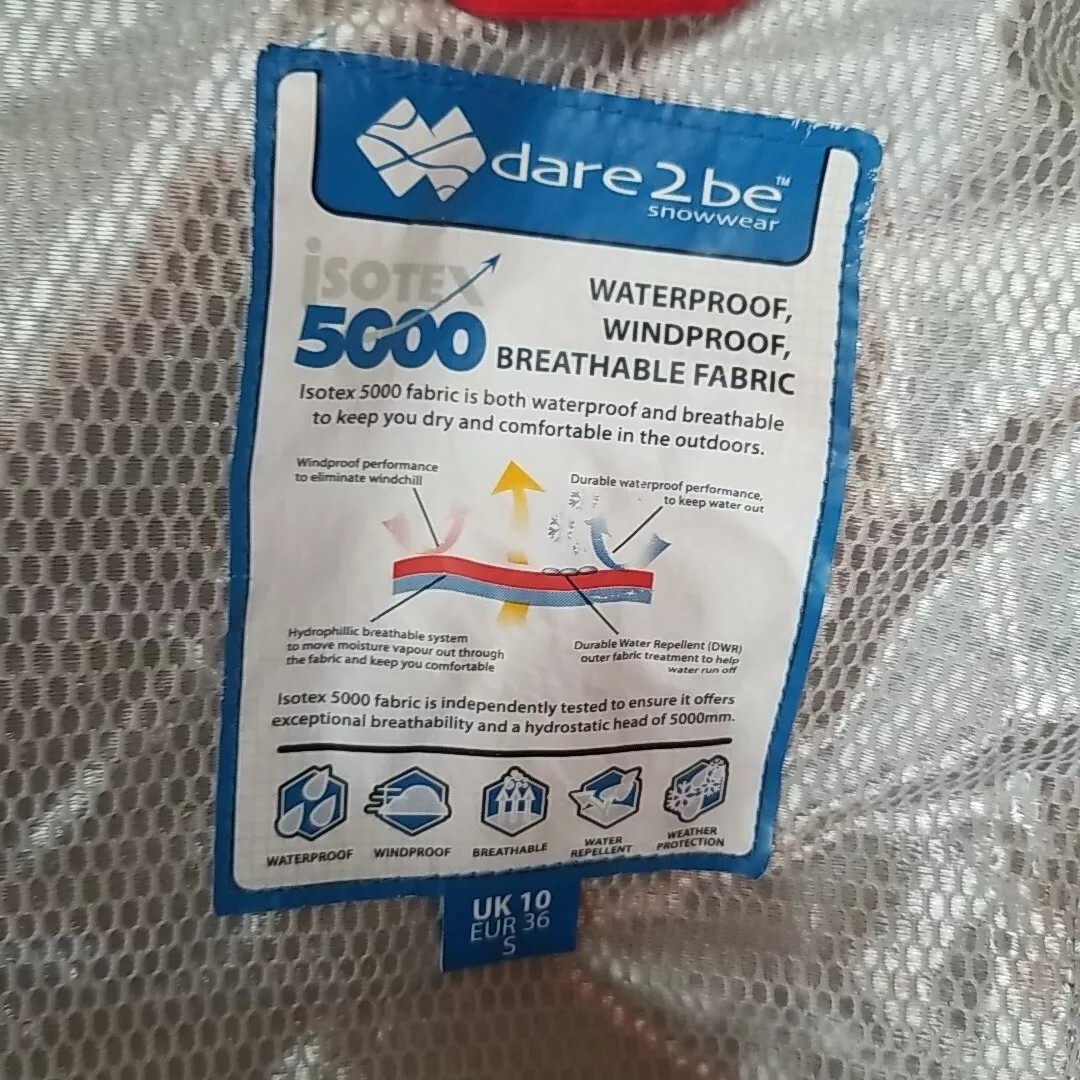 dare2be™
snowwear
isotex
5000
WATERPROOF,
WINDPROOF,
BREATHABLE FABRIC
Isotex 5000 fabric is both waterproof and breathable
to keep you dry and comfortable in the outdoors.
Windproof performance
to eliminate windchill
Durable waterproof performance,
to keep water out
Hydrophillic breathable system
to move moisture vapour out through
the fabric and keep you comfortable
Durable Water Repellent (DWR)
outer fabric treatment to help
water run off
Isotex 5000 fabric is independently tested to ensure it offers
exceptional breathability and a hydrostatic head of 5000mm.
WATERPROOF
WINDPROOF
BREATHABLE
WATER
REPELLENT
WEATHER
PROTECTION
UK 10
EUR 36
S